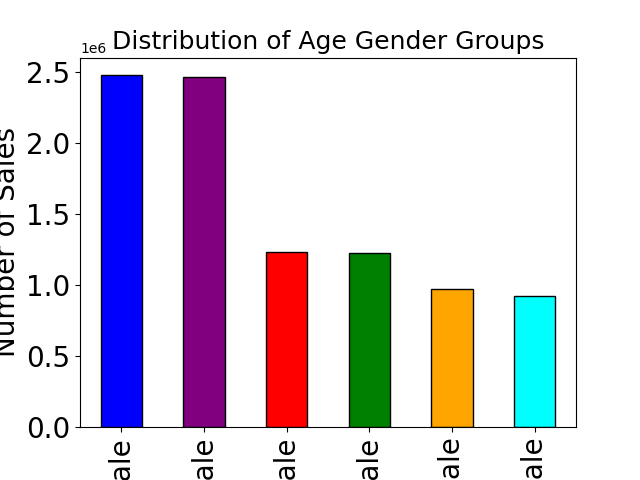 Distribution of Age Gender Groups
1e6
2.5
2.0
1.5
1.0
0.5
0.0
Number of Sales
ale
ale
ale
ale
ale
ale